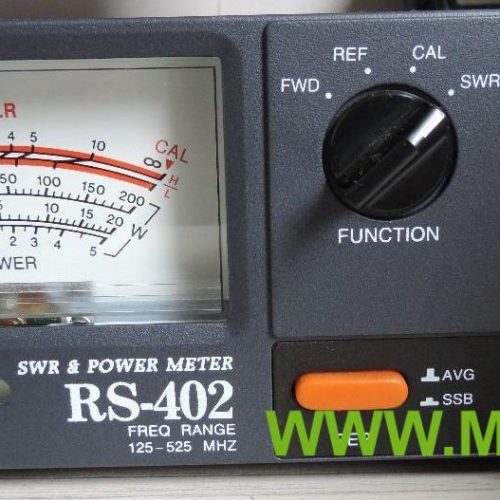 FWD REF CAL SWR
FUNCTION
4 5 10 ∞ CAL
H
L
50 100 150 200
10 15 20 W
2 3 4 5
SWR & POWER METER
RS-402
FREQ RANGE
125-525 MHZ
AVG
SSB
WWW.M